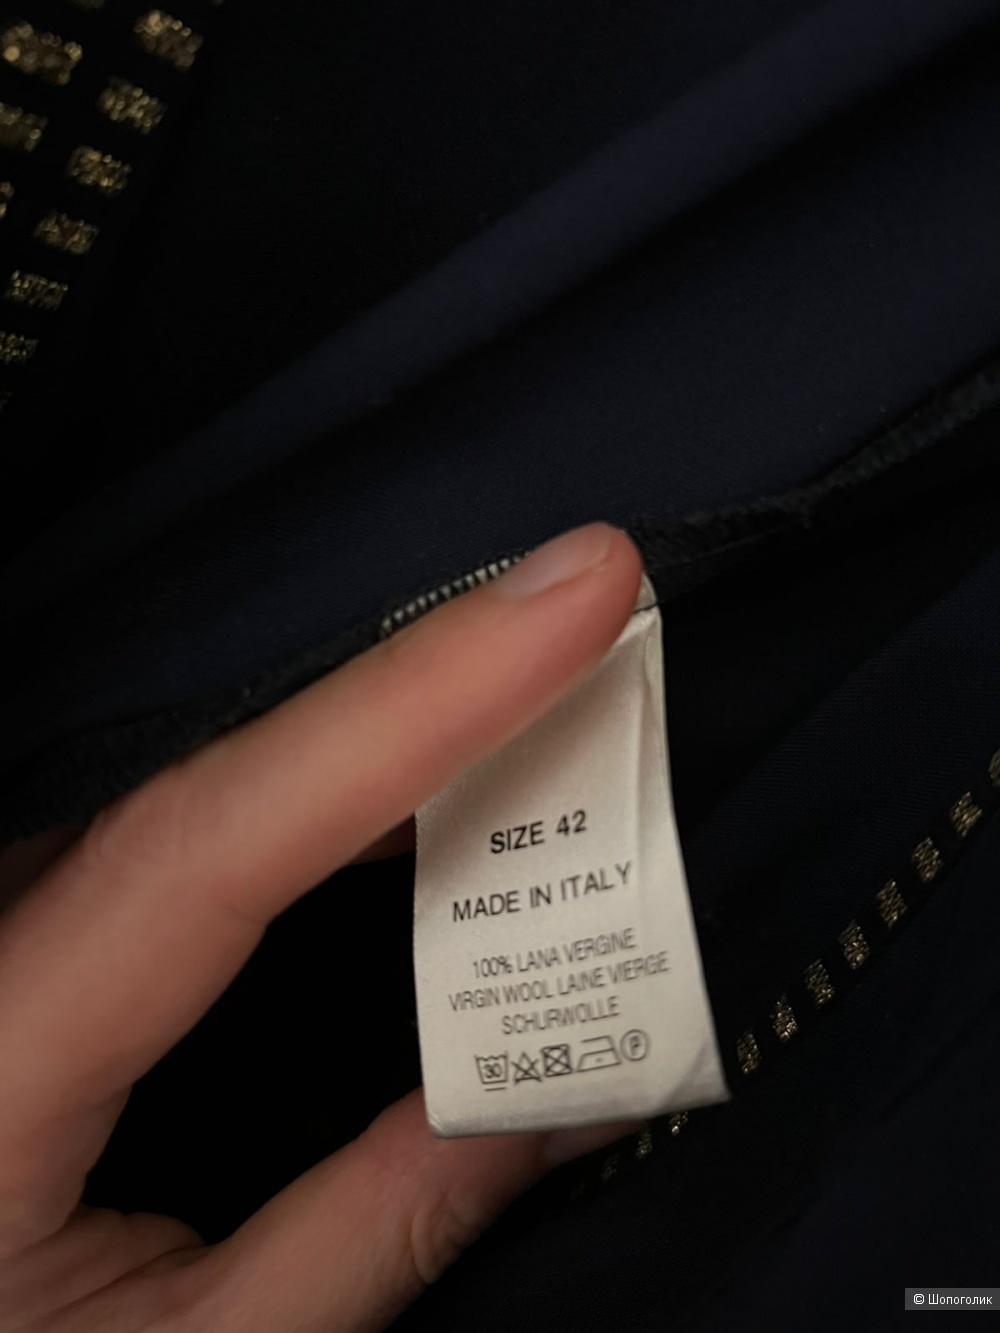 SIZE 42
MADE IN ITALY
100% LANA VERGINE
VIRGIN WOOL LAINE VIERGE
SCHURWOLLE
30
P
© Шопоголик